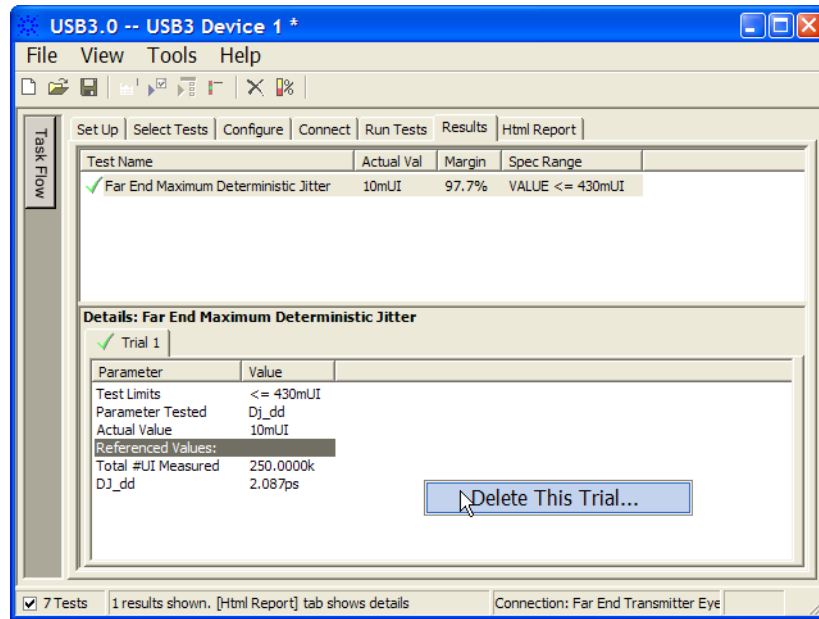 USB3.0 -- USB3 Device 1 *
File View Tools Help
Task Flow
Set Up Select Tests Configure Connect Run Tests Results Html Report
Test Name Actual Val Margin Spec Range
Far End Maximum Deterministic Jitter 10mUI 97.7% VALUE <= 430mUI
Details: Far End Maximum Deterministic Jitter
Trial 1
Parameter Value
Test Limits <= 430mUI
Parameter Tested Dj_dd
Actual Value 10mUI
Referenced Values:
Total #UI Measured 250.0000k
DJ_dd 2.087ps
Delete This Trial...
7 Tests 1 results shown. [Html Report] tab shows details Connection: Far End Transmitter Eye